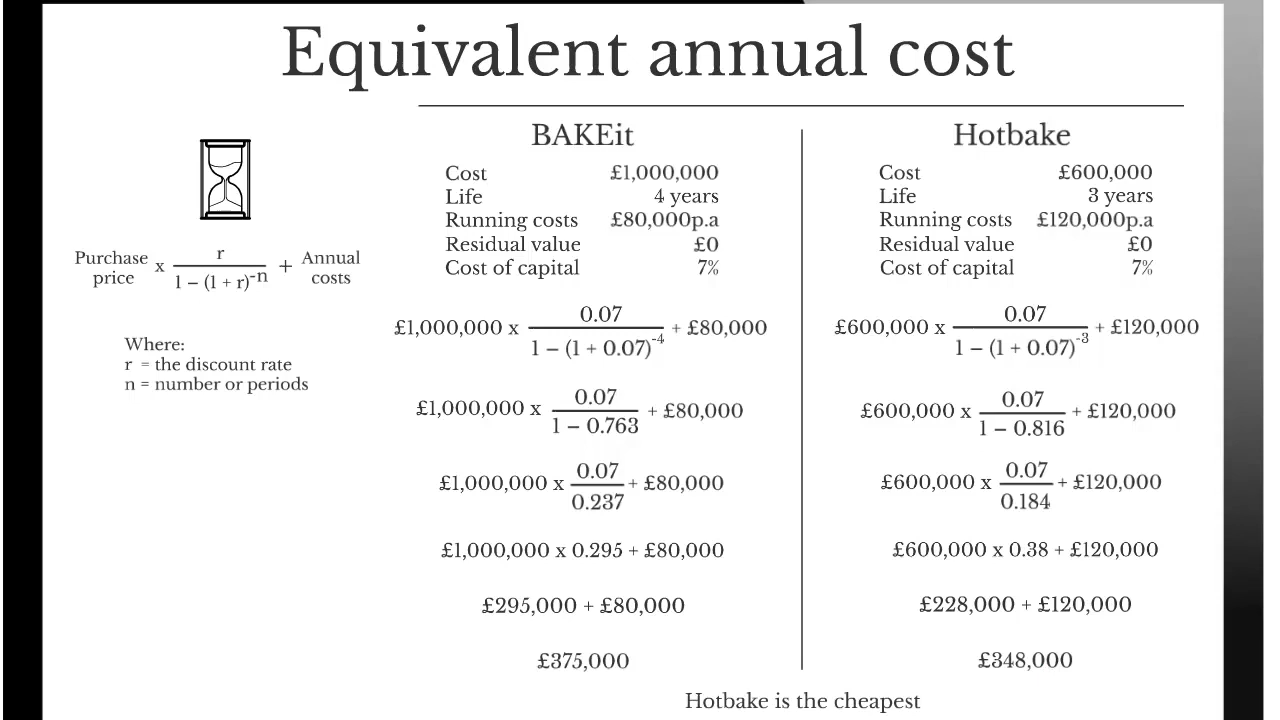 Equivalent annual cost
Purchase price x r / 1 – (1 + r)^-n + Annual costs
Where:
r = the discount rate
n = number or periods
BAKEit
Cost £1,000,000
Life 4 years
Running costs £80,000p.a
Residual value £0
Cost of capital 7%
£1,000,000 x 0.07 / 1 – (1 + 0.07)^-4 + £80,000
£1,000,000 x 0.07 / 1 – 0.763 + £80,000
£1,000,000 x 0.07 / 0.237 + £80,000
£1,000,000 x 0.295 + £80,000
£295,000 + £80,000
£375,000
Hotbake
Cost £600,000
Life 3 years
Running costs £120,000p.a
Residual value £0
Cost of capital 7%
£600,000 x 0.07 / 1 – (1 + 0.07)^-3 + £120,000
£600,000 x 0.07 / 1 – 0.816 + £120,000
£600,000 x 0.07 / 0.184 + £120,000
£600,000 x 0.38 + £120,000
£228,000 + £120,000
£348,000
Hotbake is the cheapest